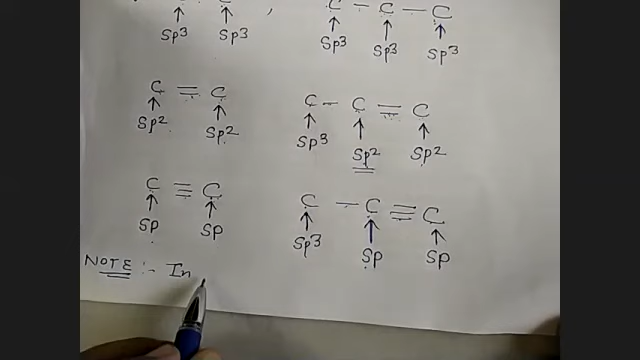 C C , C - C - C
↑ ↑ ↑ ↑ ↑
Sp3 Sp3 Sp3 Sp3 Sp3
C = C C - C = C
↑ ↑ ↑ ↑ ↑
Sp2 Sp2 Sp3 Sp2 Sp2
C ≡ C C - C ≡ C
↑ ↑ ↑ ↑ ↑
Sp Sp Sp3 Sp Sp
NOTE :- In